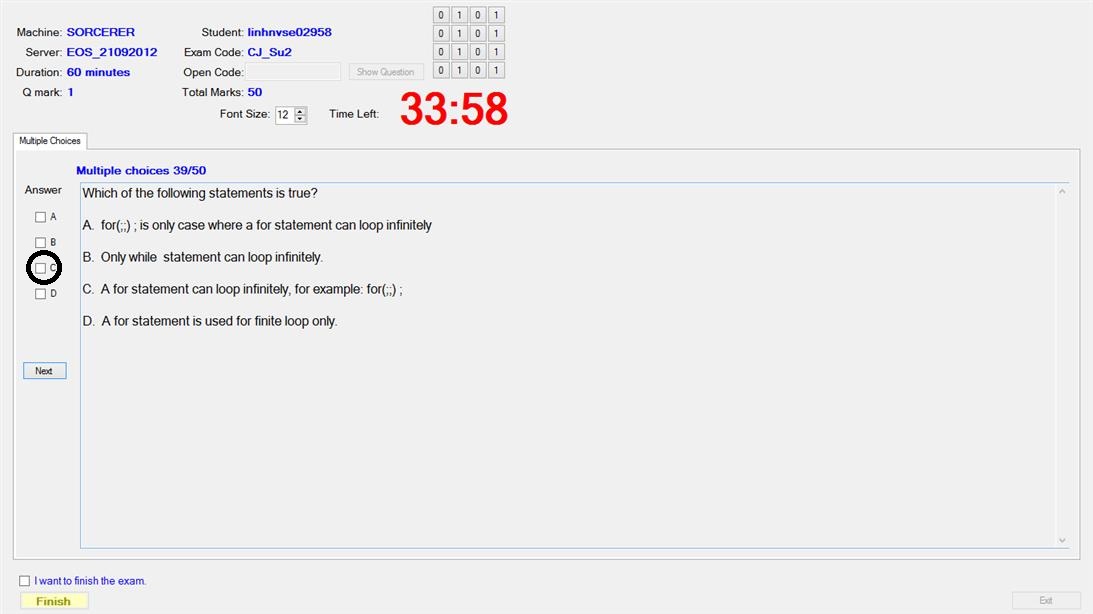 0 1 0 1
Machine: SORCERER Student: linhnvse02958
0 1 0 1
Server: EOS_21092012 Exam Code: CJ_Su2
0 1 0 1
Duration: 60 minutes Open Code: Show Question
0 1 0 1
Q mark: 1 Total Marks: 50
Font Size: 12 Time Left: 33:58
Multiple Choices
Multiple choices 39/50
Answer
Which of the following statements is true?
A
A. for(;;) ; is only case where a for statement can loop infinitely
B
B. Only while statement can loop infinitely.
C
C. A for statement can loop infinitely, for example: for(;;) ;
D
D. A for statement is used for finite loop only.
Next
I want to finish the exam.
Finish
Exit